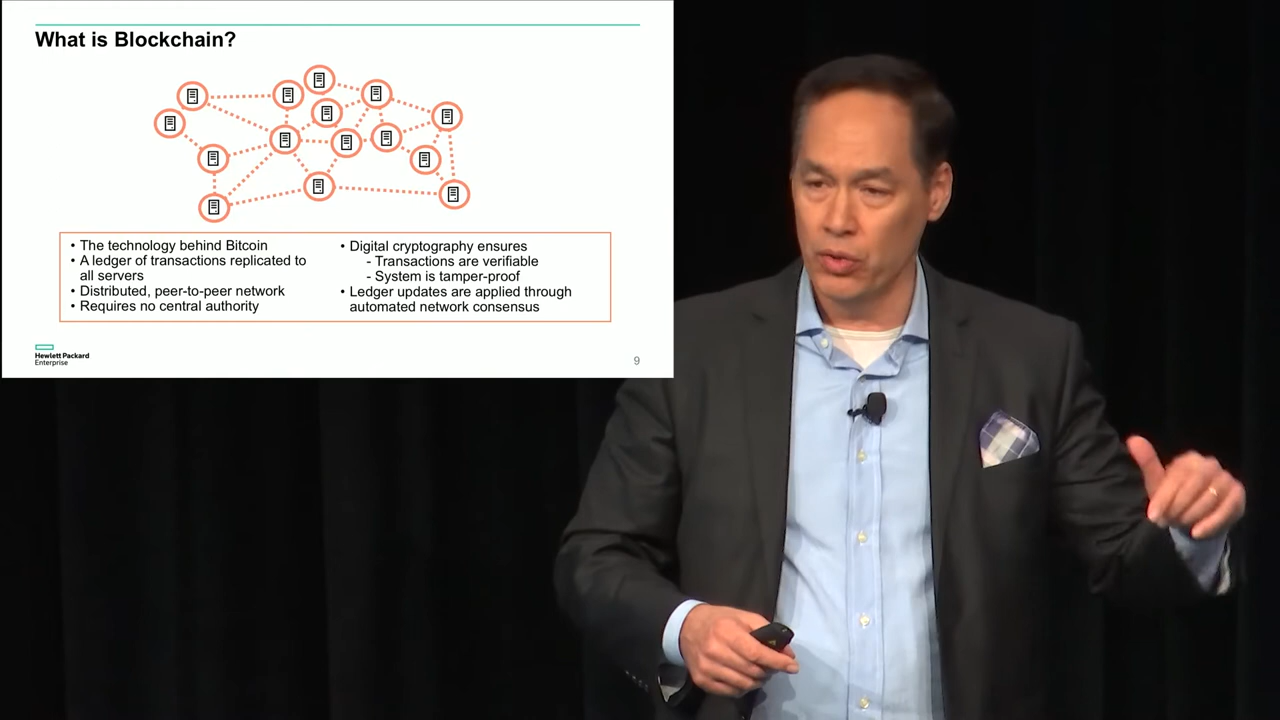 What is Blockchain?
• The technology behind Bitcoin
• A ledger of transactions replicated to
all servers
• Distributed, peer-to-peer network
• Requires no central authority
• Digital cryptography ensures
- Transactions are verifiable
- System is tamper-proof
• Ledger updates are applied through
automated network consensus
Hewlett Packard
Enterprise
9